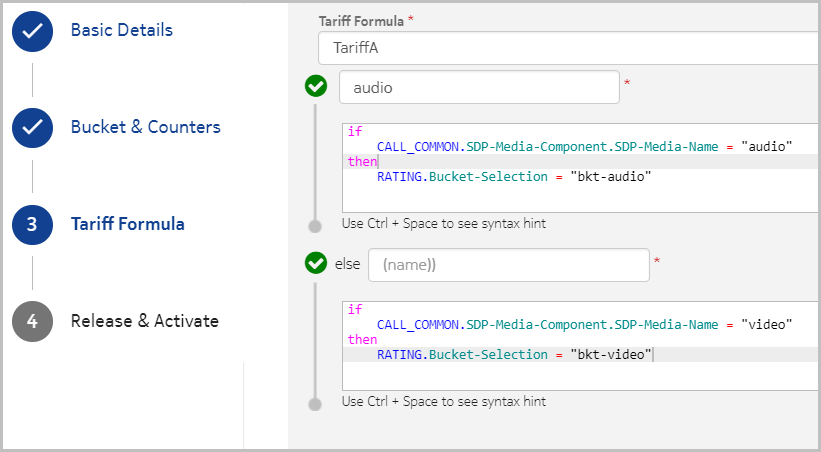 Basic Details
Bucket & Counters
3 Tariff Formula
4 Release & Activate
Tariff Formula *
TariffA
audio *
if
CALL_COMMON.SDP-Media-Component.SDP-Media-Name = "audio"
then
RATING.Bucket-Selection = "bkt-audio"
Use Ctrl + Space to see syntax hint
else (name)) *
if
CALL_COMMON.SDP-Media-Component.SDP-Media-Name = "video"
then
RATING.Bucket-Selection = "bkt-video"
Use Ctrl + Space to see syntax hint